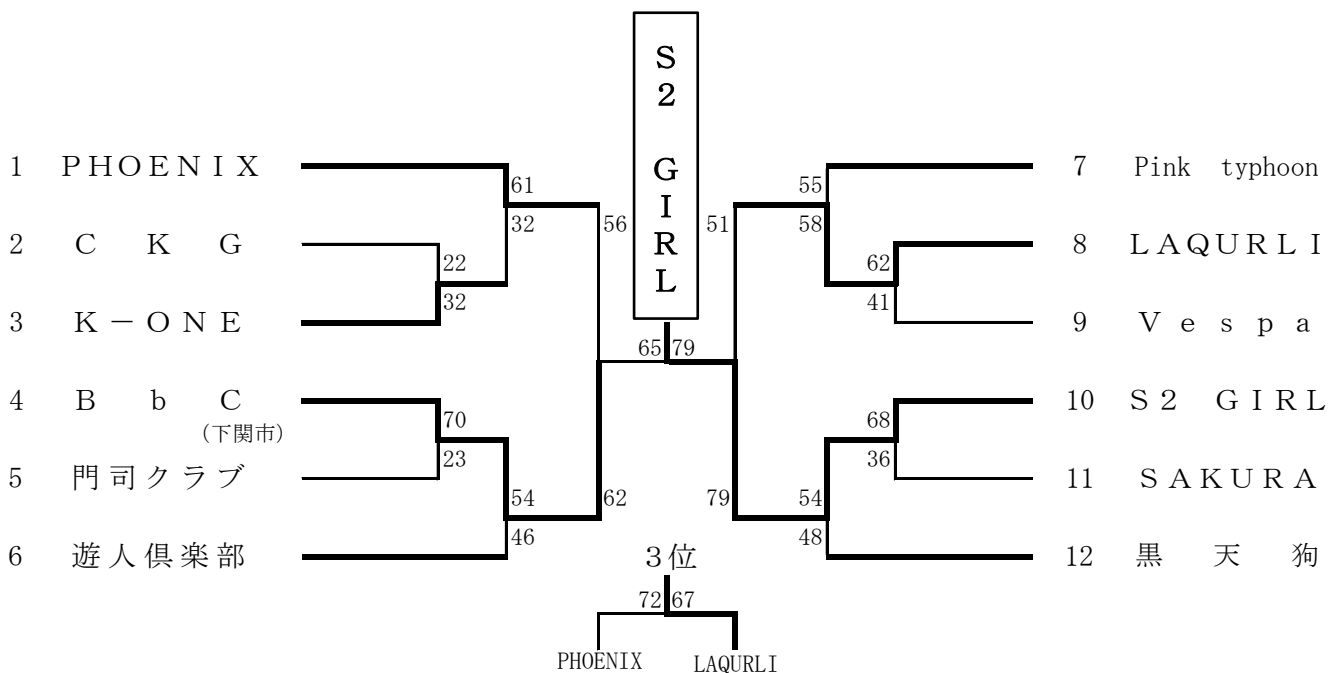 S2 GIRL
1 PHOENIX
61
55
7 Pink typhoon
32
56
51
58
2 CKG
22
62
8 LAQURLI
3 K－ONE
32
41
9 Vespa
65 79
4 BbC
(下関市)
70
68
10 S2 GIRL
5 門司クラブ
23
36
11 SAKURA
54
62
79
54
6 遊人倶楽部
46
48
12 黒天狗
3位
72 67
PHOENIX LAQURLI